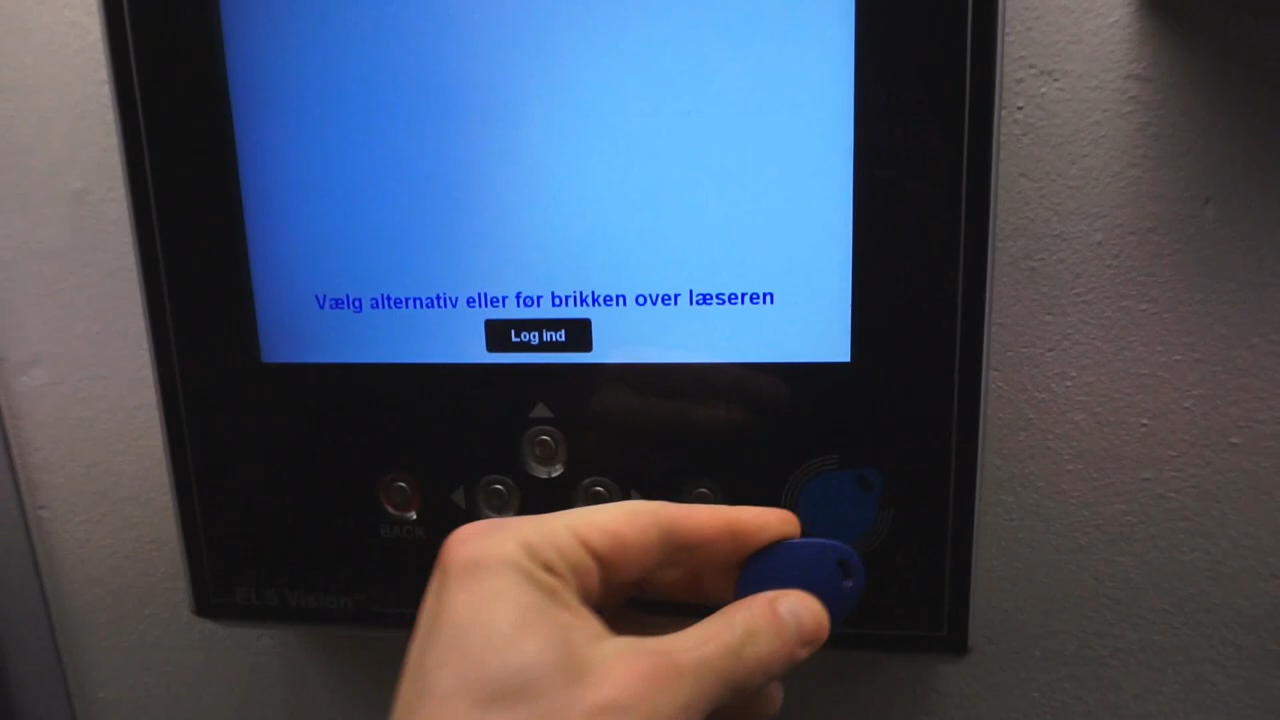 Vælg alternativ eller før brikken over læseren
Log ind
BACK
ELS Vision